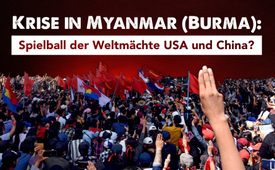 Krise in Myanmar (Burma):
Spielball der Weltmächte USA und China?